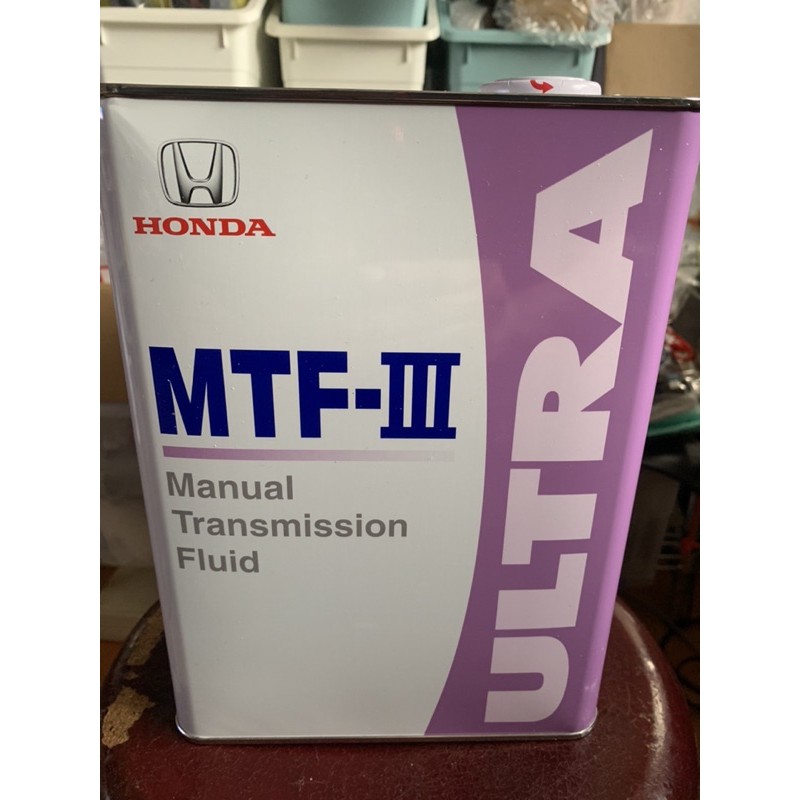 HONDA
MTF-III
Manual
Transmission
Fluid
ULTRA